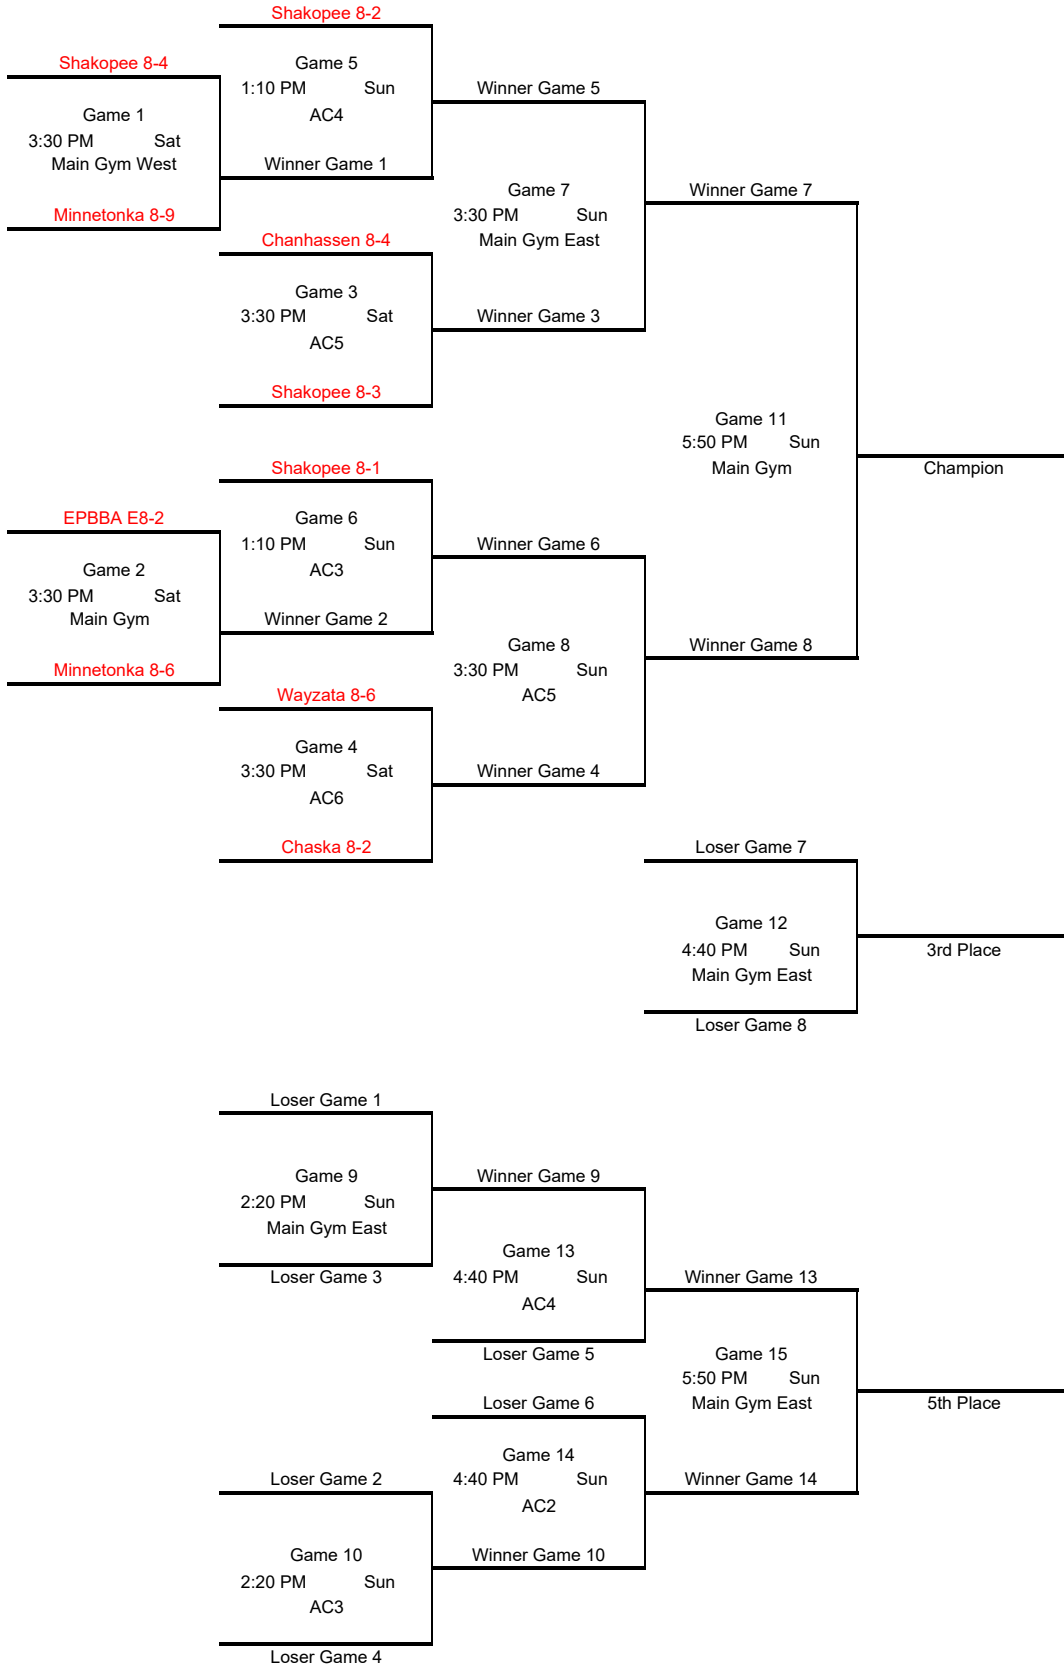 Shakopee 8-2
Shakopee 8-4
Game 5
1:10 PM Sun
AC4
Winner Game 5
Game 1
3:30 PM Sat
Main Gym West
Winner Game 1
Minnetonka 8-9
Game 7
3:30 PM Sun
Main Gym East
Winner Game 7
Chanhassen 8-4
Game 3
3:30 PM Sat
AC5
Winner Game 3
Shakopee 8-3
Game 11
5:50 PM Sun
Main Gym
Champion
Shakopee 8-1
EPBBA E8-2
Game 6
1:10 PM Sun
AC3
Winner Game 6
Game 2
3:30 PM Sat
Main Gym
Winner Game 2
Minnetonka 8-6
Game 8
3:30 PM Sun
AC5
Winner Game 8
Wayzata 8-6
Game 4
3:30 PM Sat
AC6
Winner Game 4
Chaska 8-2
Loser Game 7
Game 12
4:40 PM Sun
Main Gym East
3rd Place
Loser Game 8
Loser Game 1
Game 9
2:20 PM Sun
Main Gym East
Winner Game 9
Loser Game 3
Game 13
4:40 PM Sun
AC4
Winner Game 13
Loser Game 5
Game 15
5:50 PM Sun
Main Gym East
5th Place
Loser Game 6
Game 14
4:40 PM Sun
AC2
Winner Game 14
Loser Game 2
Game 10
2:20 PM Sun
AC3
Winner Game 10
Loser Game 4